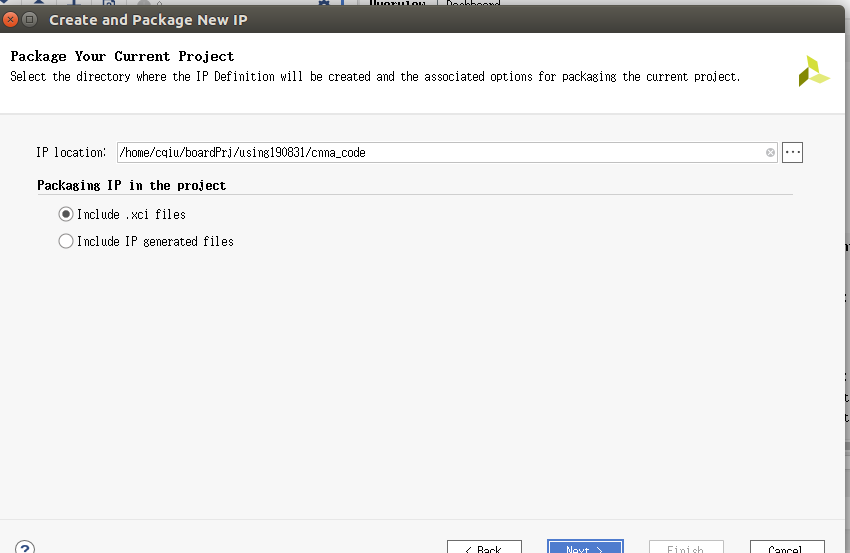 Overview
Dashboard
Create and Package New IP
Package Your Current Project
Select the directory where the IP Definition will be created and the associated options for packaging the current project.
IP location: /home/cqiu/boardPrj/using190831/cnna_code ...
Packaging IP in the project
Include .xci files
Include IP generated files
? < Back Next > Finish Cancel